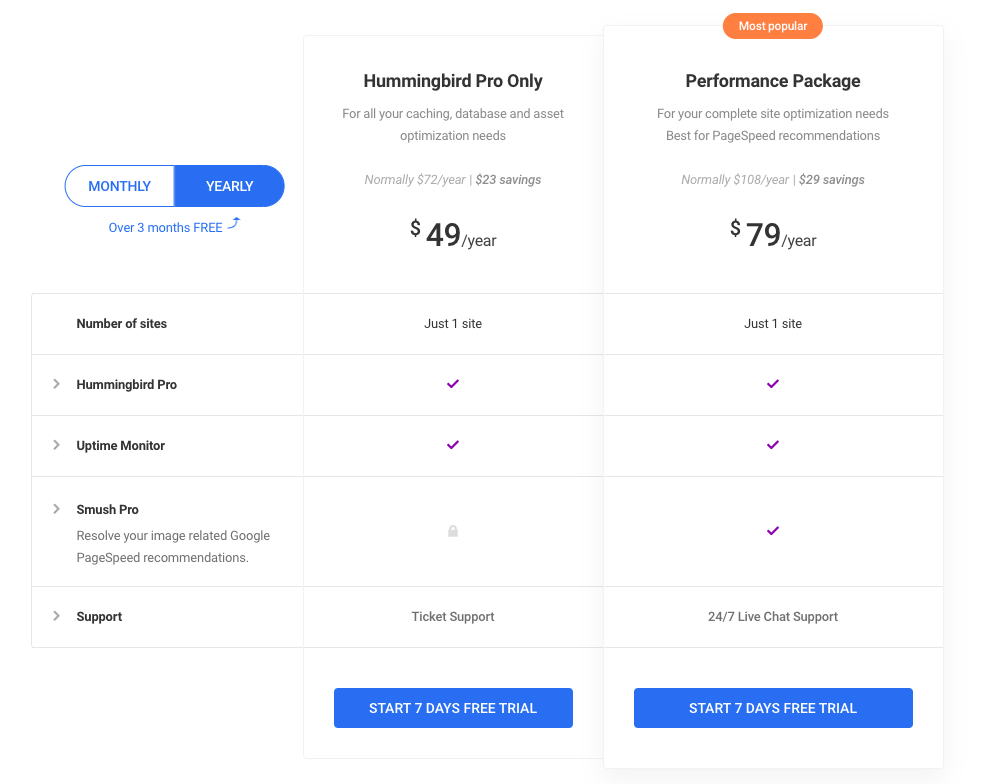 Most popular
Hummingbird Pro Only
For all your caching, database and asset
optimization needs
Normally $72/year | $23 savings
$ 49/year
Performance Package
For your complete site optimization needs
Best for PageSpeed recommendations
Normally $108/year | $29 savings
$ 79/year
MONTHLY YEARLY
Over 3 months FREE
Number of sites Just 1 site Just 1 site
Hummingbird Pro
Uptime Monitor
Smush Pro
Resolve your image related Google
PageSpeed recommendations.
Support Ticket Support 24/7 Live Chat Support
START 7 DAYS FREE TRIAL START 7 DAYS FREE TRIAL